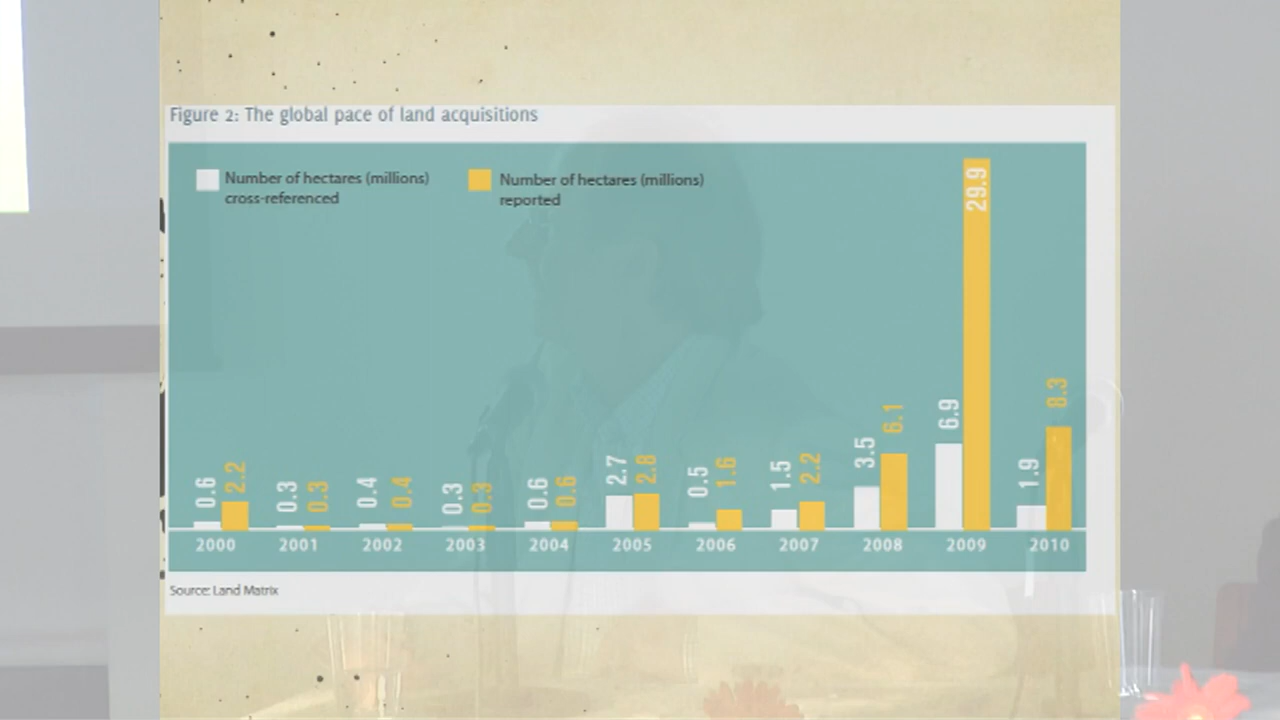 Figure 2: The global pace of land acquisitions
Number of hectares (millions)
cross-referenced
Number of hectares (millions)
reported
0.6 2.2 0.3 0.3 0.4 0.4 0.3 0.3 0.6 0.6 2.7 2.8 0.5 1.6 1.5 2.2 3.5 6.1 6.9 29.9 1.9 8.3
2000 2001 2002 2003 2004 2005 2006 2007 2008 2009 2010
Source: Land Matrix